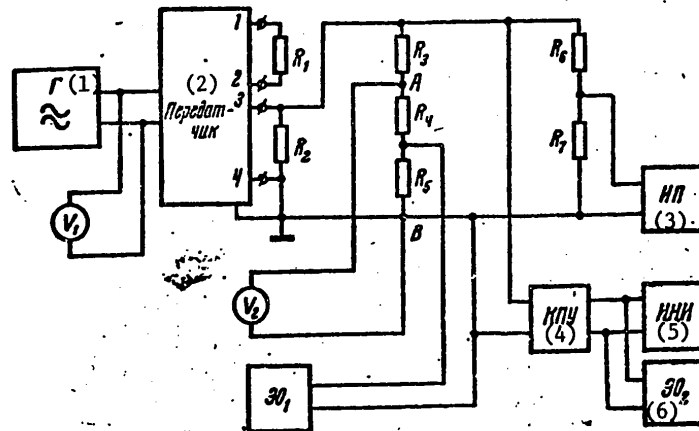 Г (1)
V₁
1
2
3
4
(2)
Передат-
чик
R₁
R₂
R₃
A
R₄
R₅
B
V₂
R₆
R₇
ИП
(3)
КПУ
(4)
ИНИ
(5)
ЭО₁
ЭО₂
(6)